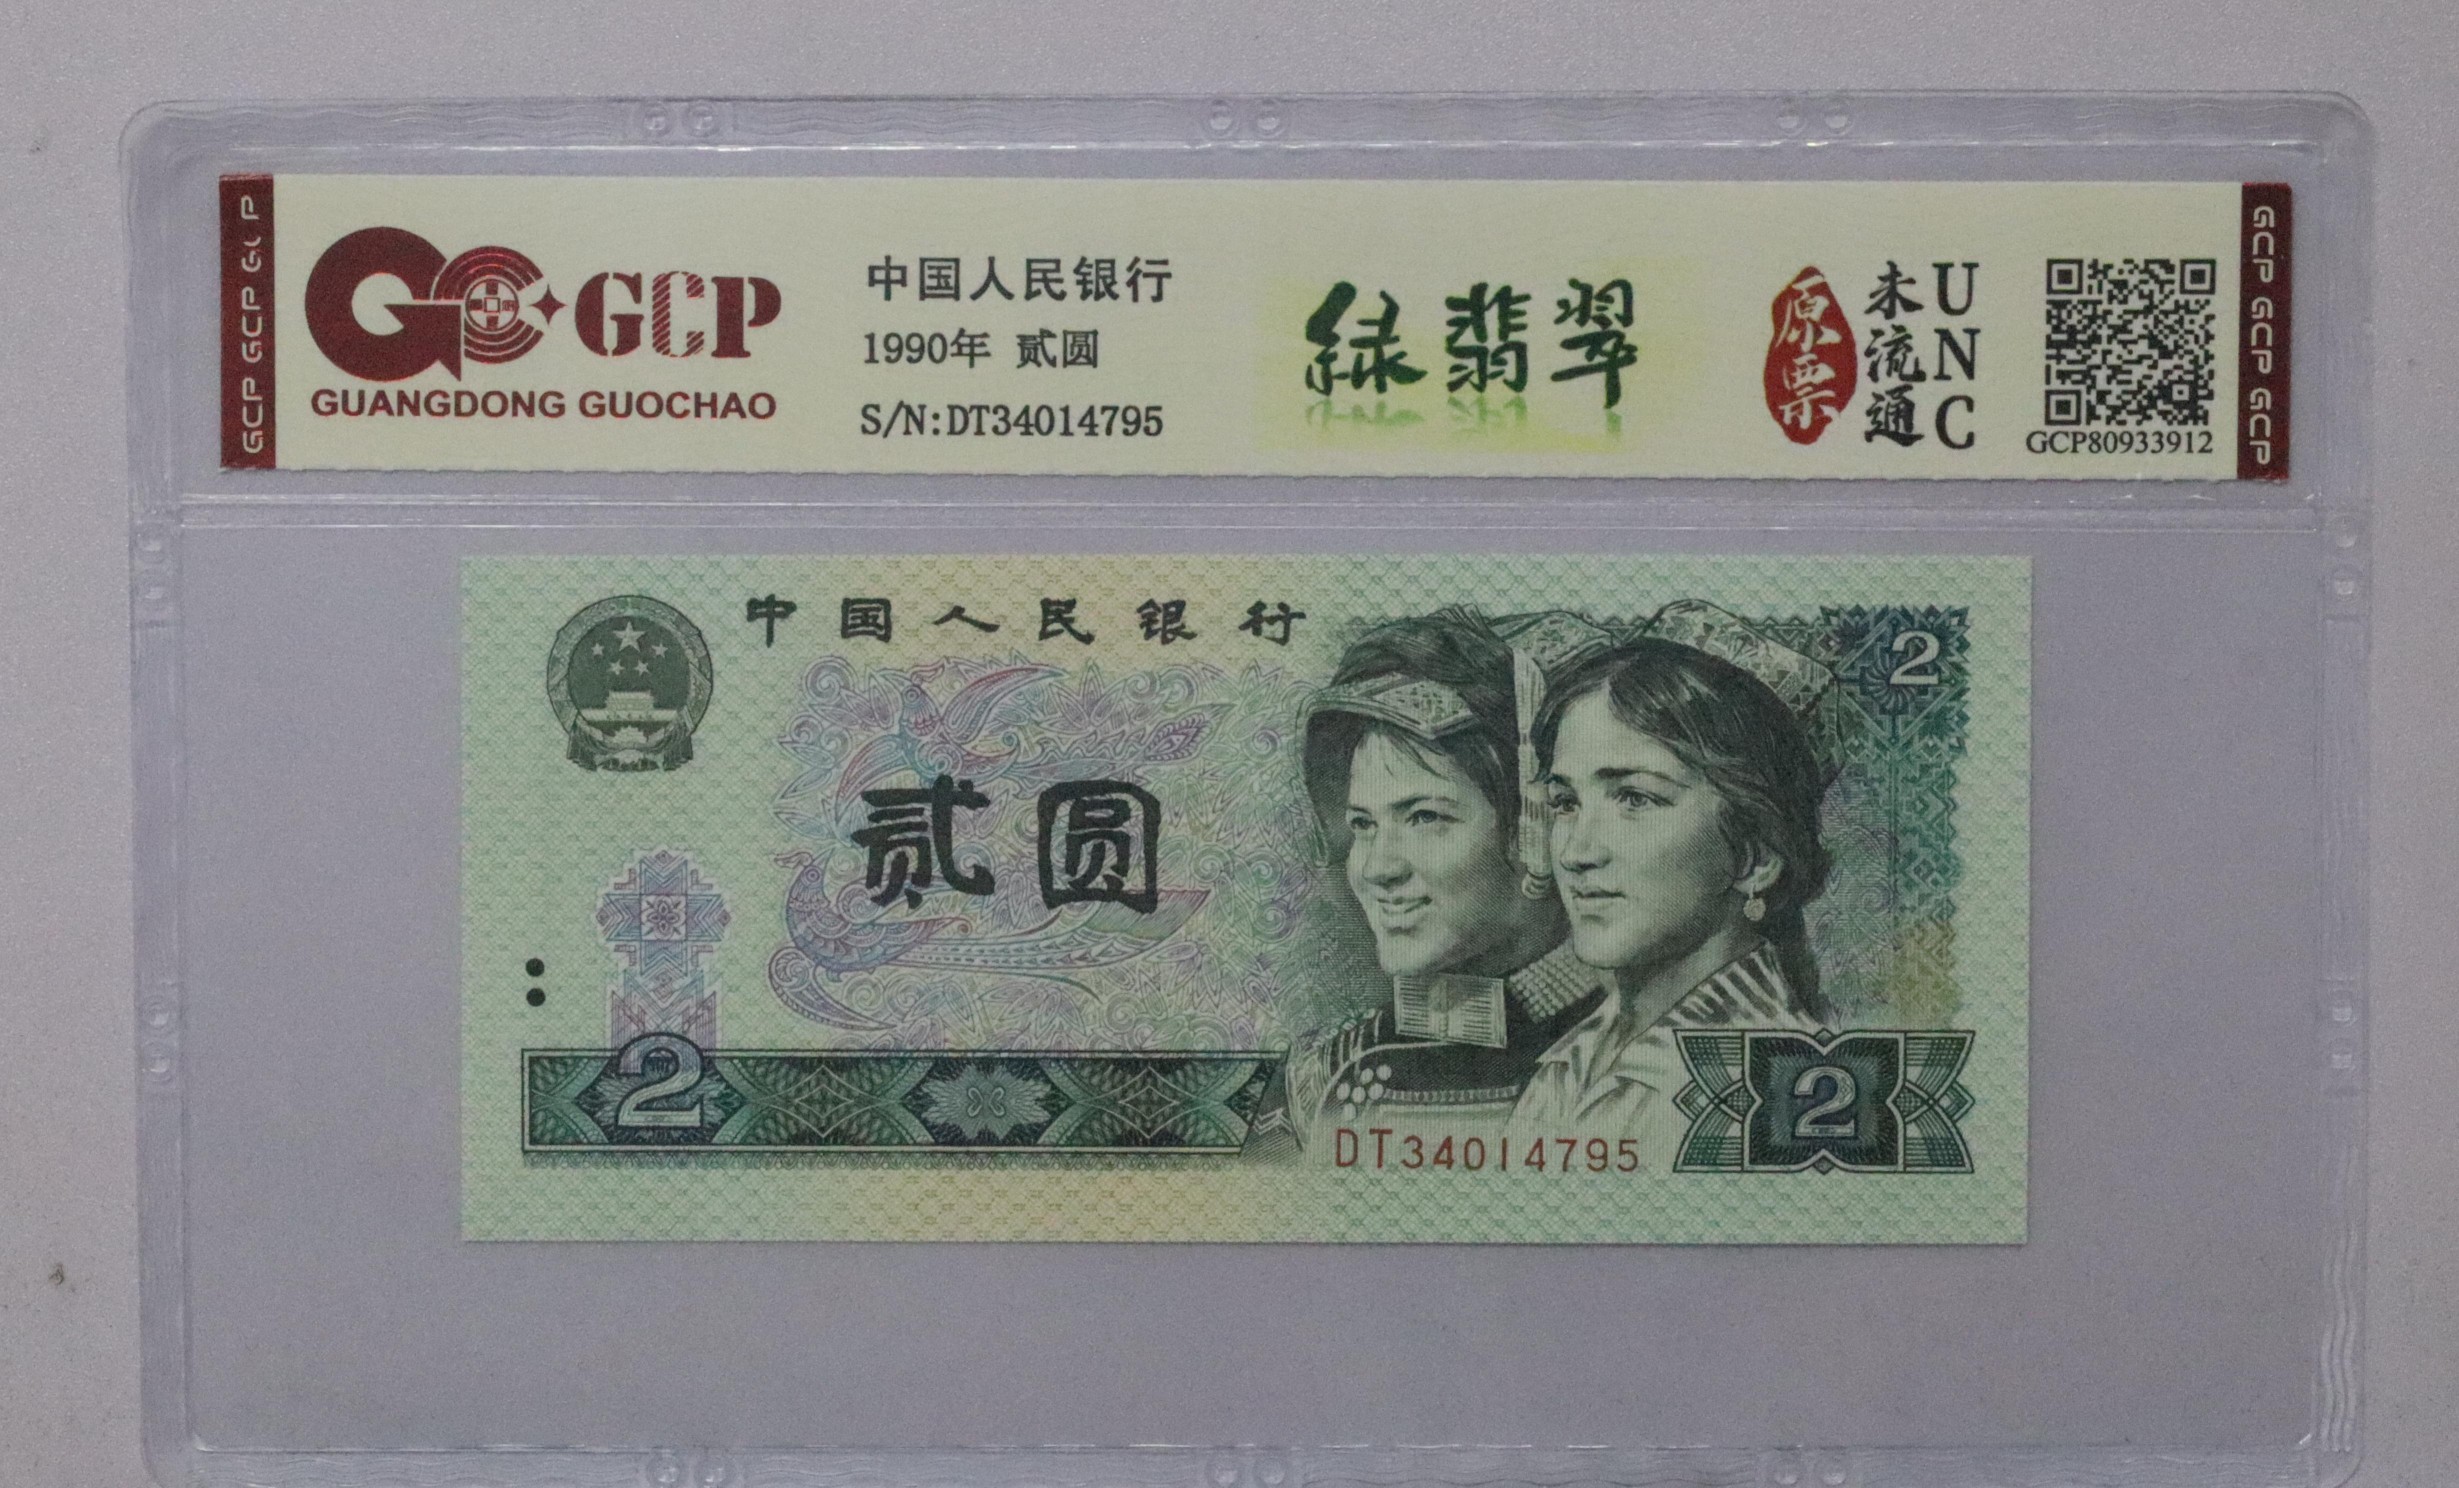 GCP GCP GCP
GCP
GUANGDONG GUOCHAO
中国人民银行
1990年 贰圆
S/N:DT34014795
绿翡翠
原票
未流通
UNC
GCP80933912
GCP GCP GCP
中国人民银行
2
贰圆
2
DT34014795
2